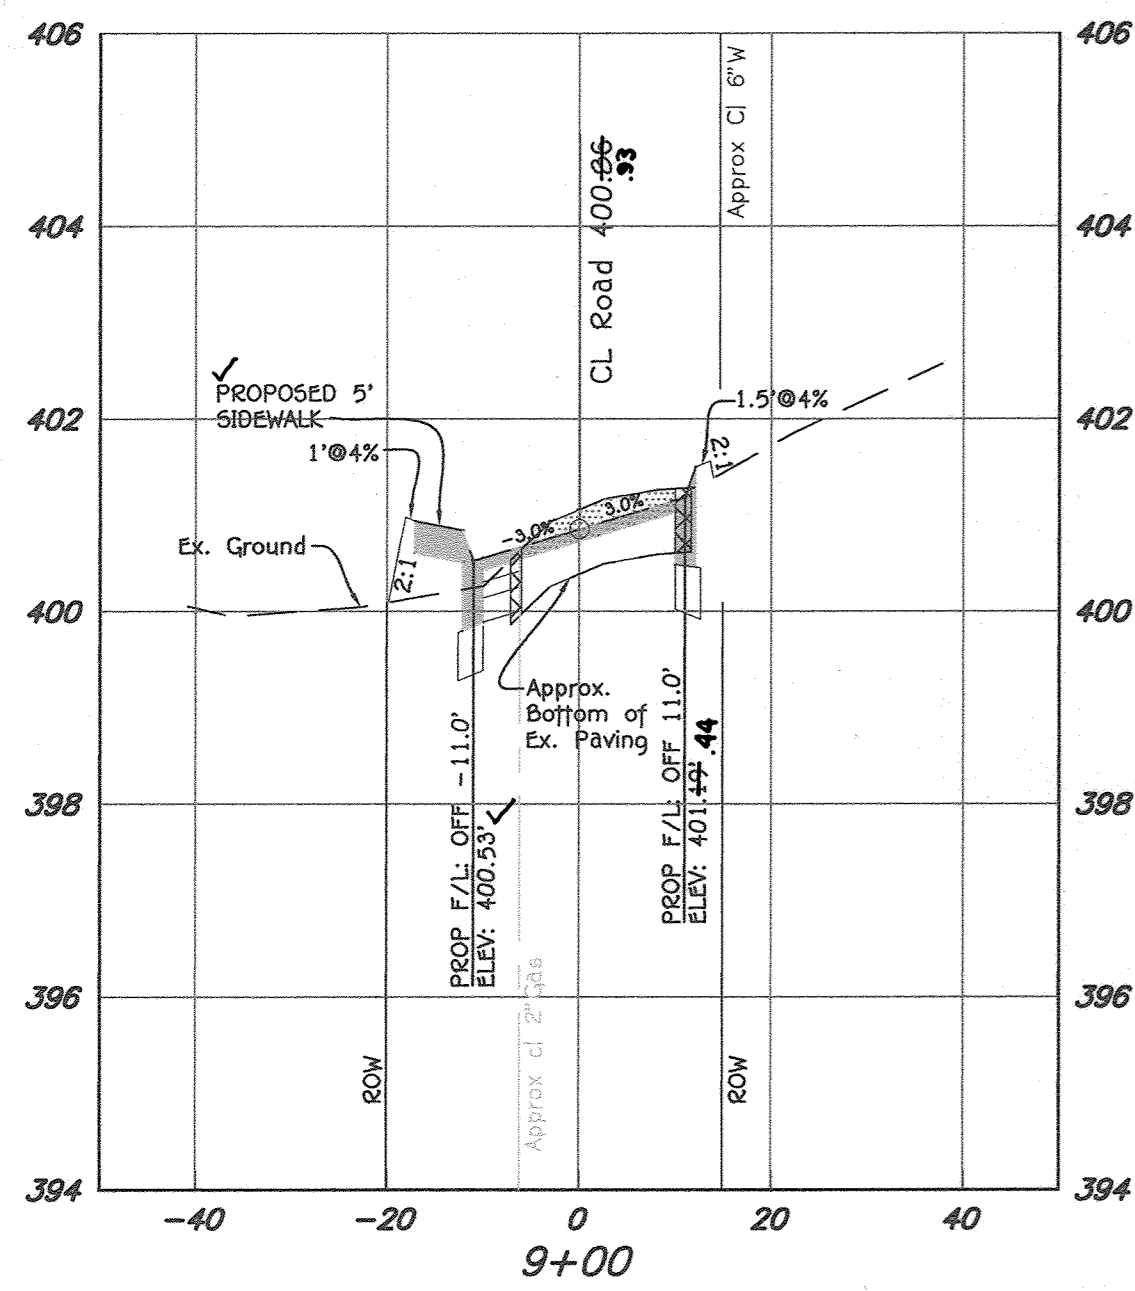 406
406
Approx Cl 6"W
CL Road 400.86
.93
404
404
PROPOSED 5'
SIDEWALK
402
402
1.5'@4%
1'@4%
2:1
-3.0%
3.0%
Ex. Ground
2:1
400
400
Approx.
Bottom of
Ex. Paving
PROP F/L: OFF -11.0'
ELEV: 400.53'
PROP F/L: OFF 11.0'
ELEV: 401.19'
.44
398
398
Approx cl 2"Gas
396
396
ROW
ROW
394
394
-40
-20
0
20
40
9+00